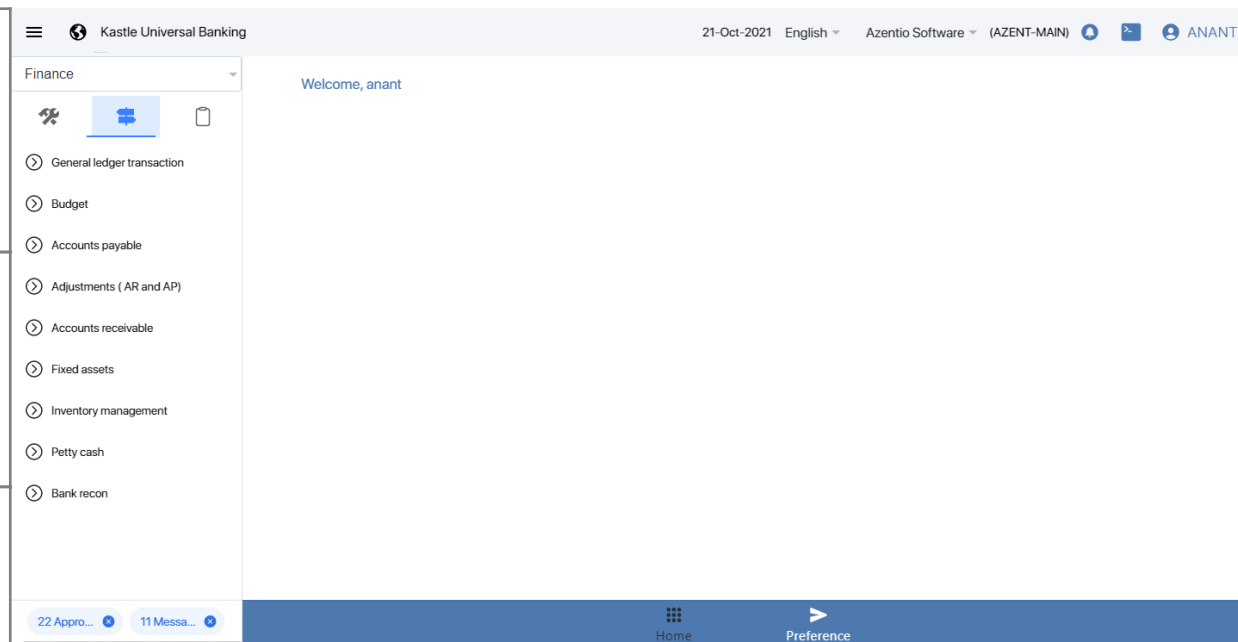 Kastle Universal Banking 21-Oct-2021 English Azentio Software (AZENT-MAIN) ANANT
Finance
Welcome, anant
General ledger transaction
Budget
Accounts payable
Adjustments ( AR and AP)
Accounts receivable
Fixed assets
Inventory management
Petty cash
Bank recon
22 Appro... 11 Messa...
Home Preference